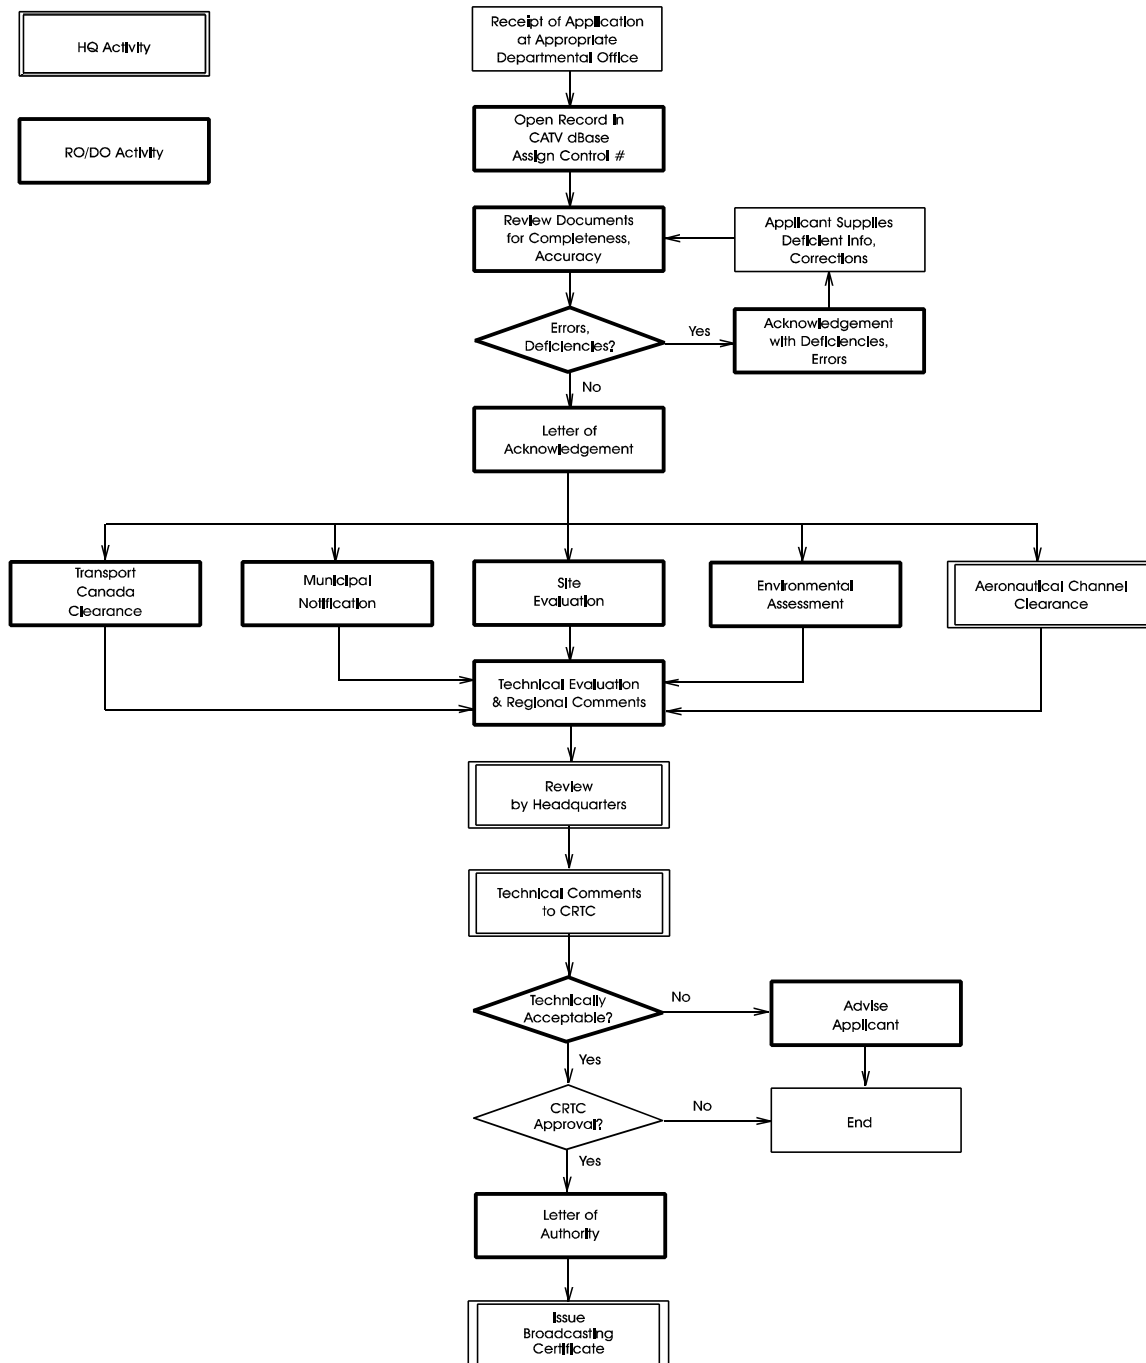 HQ Activity
RO/DO Activity
Receipt of Application
at Appropriate
Departmental Office
Open Record in
CATV dBase
Assign Control #
Review Documents
for Completeness,
Accuracy
Applicant Supplies
Deficient Info,
Corrections
Errors,
Deficiencies?
Yes
Acknowledgement
with Deficiencies,
Errors
No
Letter of
Acknowledgement
Transport
Canada
Clearance
Municipal
Notification
Site
Evaluation
Environmental
Assessment
Aeronautical Channel
Clearance
Technical Evaluation
& Regional Comments
Review
by Headquarters
Technical Comments
to CRTC
Technically
Acceptable?
No
Advise
Applicant
Yes
CRTC
Approval?
No
End
Yes
Letter of
Authority
Issue
Broadcasting
Certificate